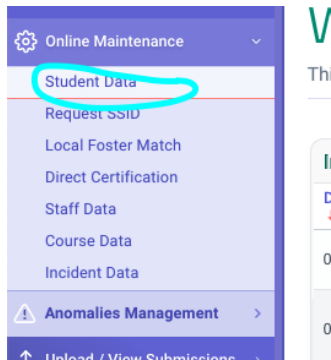 Online Maintenance
Student Data
Request SSID
Local Foster Match
Direct Certification
Staff Data
Course Data
Incident Data
Anomalies Management
Upload / View Submissions